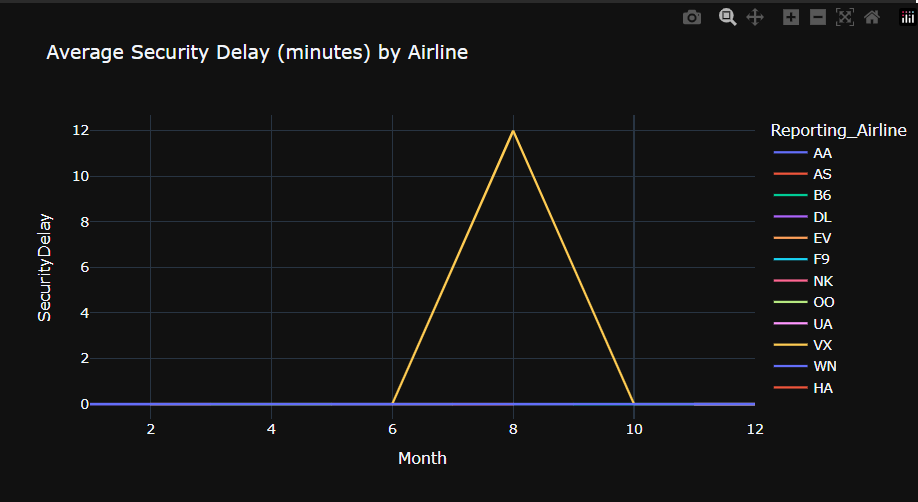 Average Security Delay (minutes) by Airline
12
10
8
6
4
2
0
SecurityDelay
2 4 6 8 10 12
Month
Reporting_Airline
AA
AS
B6
DL
EV
F9
NK
OO
UA
VX
WN
HA